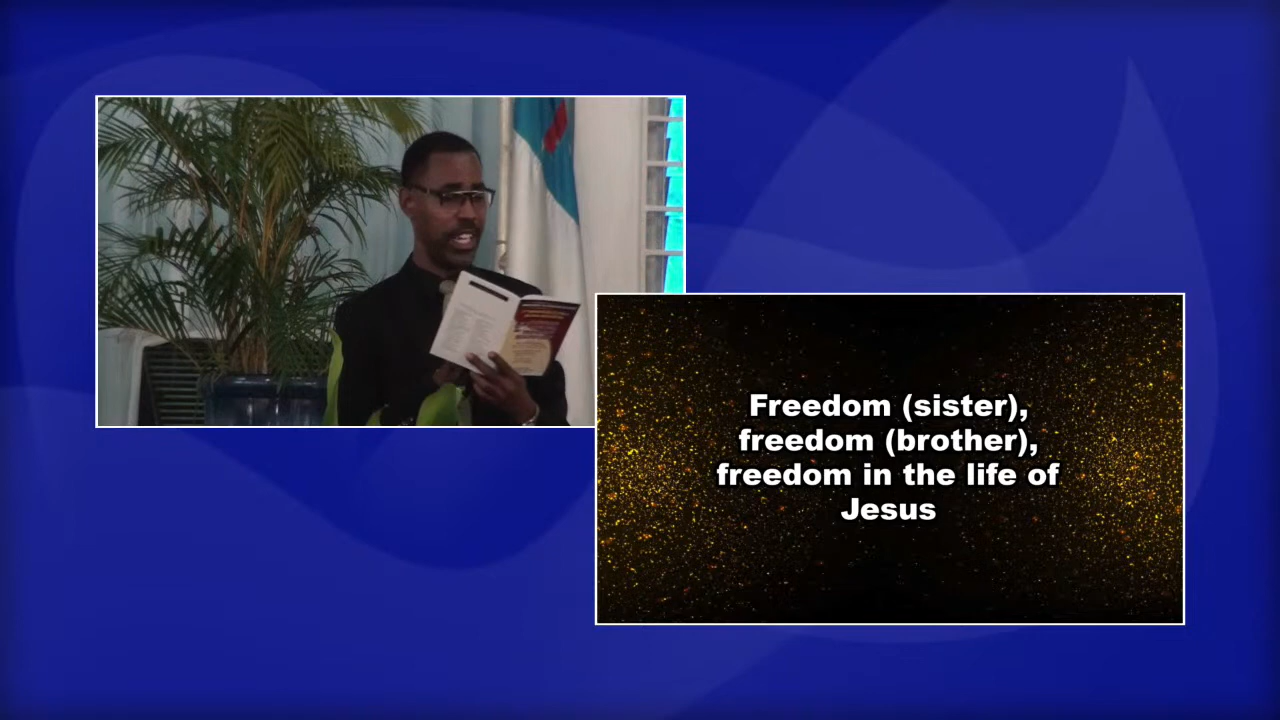 Freedom (sister),
freedom (brother),
freedom in the life of
Jesus